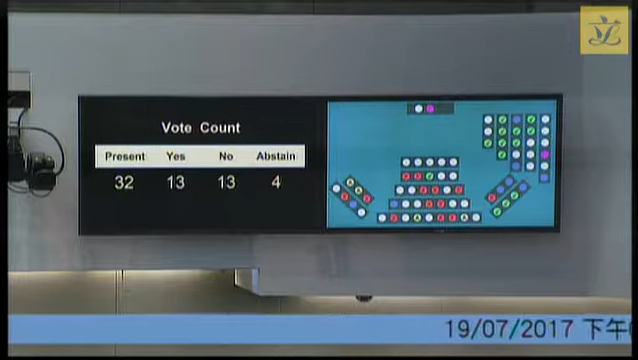 立
Vote Count
Present Yes No Abstain
32 13 13 4
19/07/2017 下午